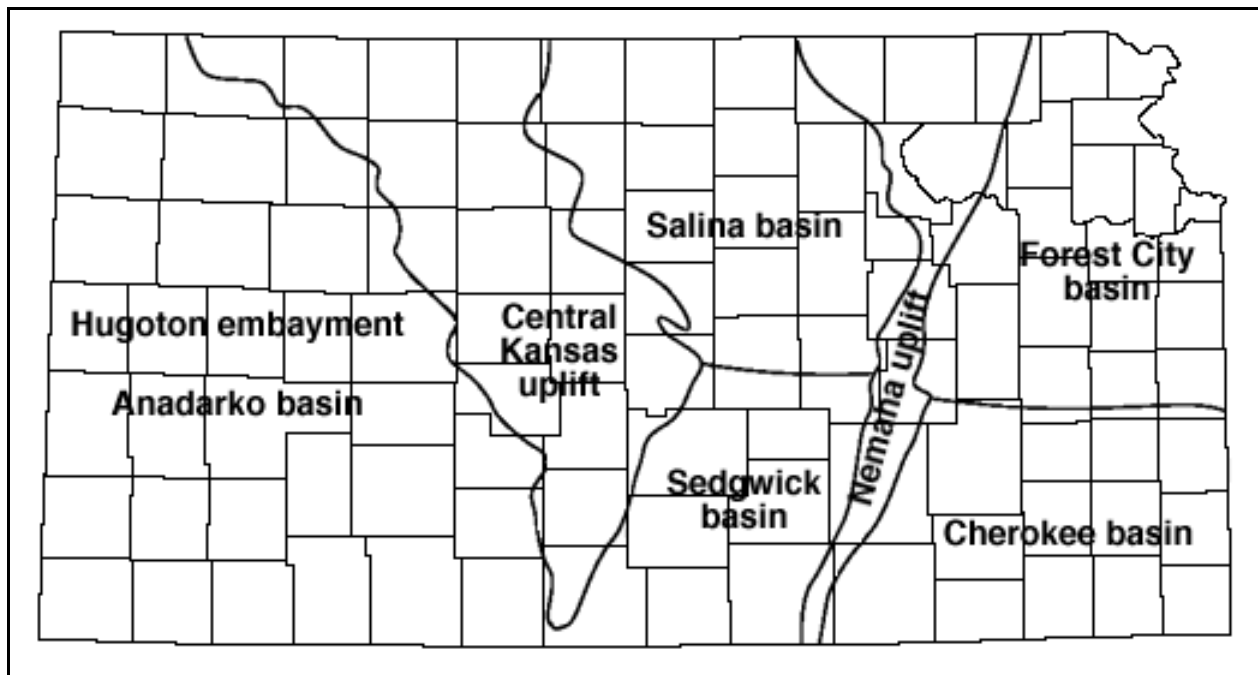 Salina basin
Forest City
basin
Hugoton embayment
Central
Kansas
uplift
Anadarko basin
Nemaha uplift
Sedgwick
basin
Cherokee basin